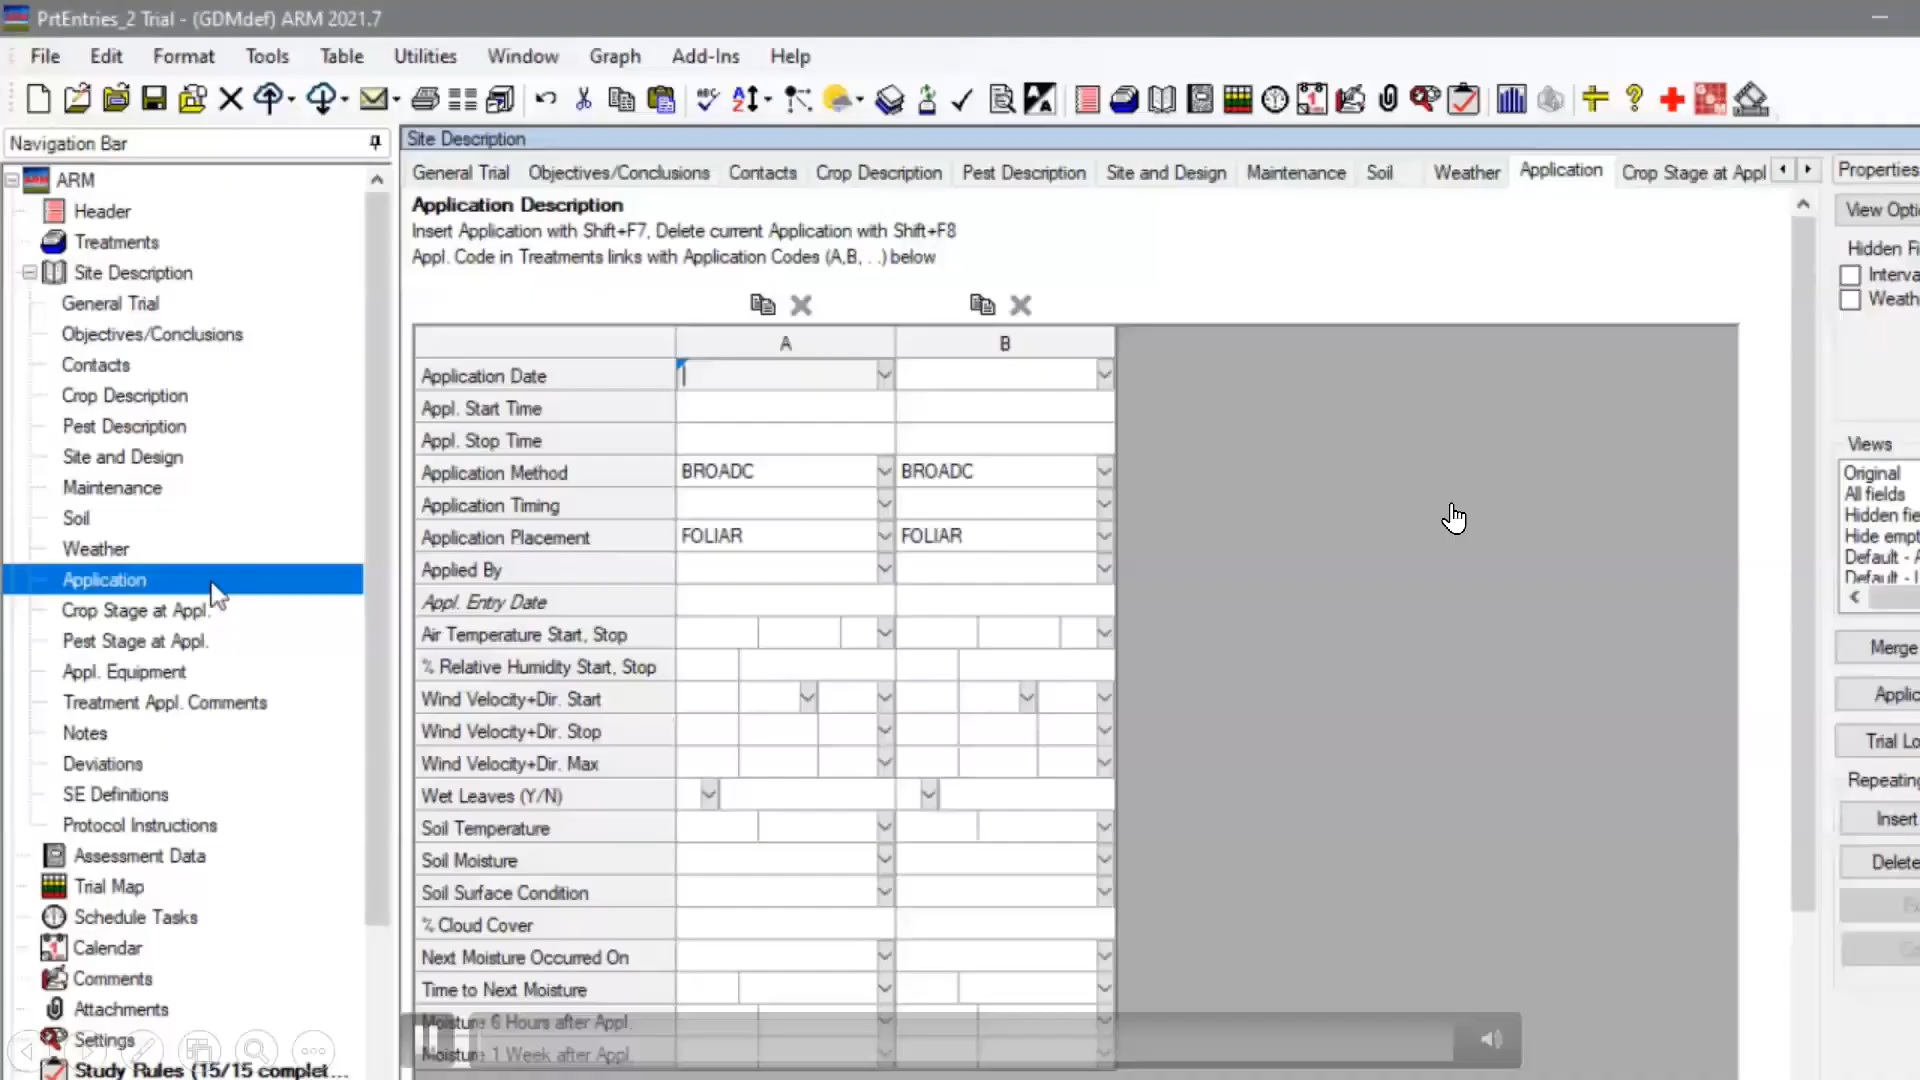 PrtEntries_2 Trial - (GDMdef) ARM 2021.7
File Edit Format Tools Table Utilities Window Graph Add-Ins Help
Navigation Bar
ARM
Header
Treatments
Site Description
General Trial
Objectives/Conclusions
Contacts
Crop Description
Pest Description
Site and Design
Maintenance
Soil
Weather
Application
Crop Stage at Appl.
Pest Stage at Appl.
Appl. Equipment
Treatment Appl. Comments
Notes
Deviations
SE Definitions
Protocol Instructions
Assessment Data
Trial Map
Schedule Tasks
Calendar
Comments
Attachments
Settings
Study Rules (15/15 complet...
Site Description
General Trial Objectives/Conclusions Contacts Crop Description Pest Description Site and Design Maintenance Soil Weather Application Crop Stage at Appl
Application Description
Insert Application with Shift+F7, Delete current Application with Shift+F8
Appl. Code in Treatments links with Application Codes (A,B, . .) below
A B
Application Date
Appl. Start Time
Appl. Stop Time
Application Method BROADC BROADC
Application Timing
Application Placement FOLIAR FOLIAR
Applied By
Appl. Entry Date
Air Temperature Start, Stop
% Relative Humidity Start, Stop
Wind Velocity+Dir. Start
Wind Velocity+Dir. Stop
Wind Velocity+Dir. Max
Wet Leaves (Y/N)
Soil Temperature
Soil Moisture
Soil Surface Condition
% Cloud Cover
Next Moisture Occurred On
Time to Next Moisture
Moisture 6 Hours after Appl.
Moisture 1 Week after Appl.
Properties
View Opti
Hidden Fi
Interva
Weath
Views
Original
All fields
Hidden fie
Hide empt
Default - A
Default - L
Merge
Applic
Trial Lo
Repeating
Insert
Delete